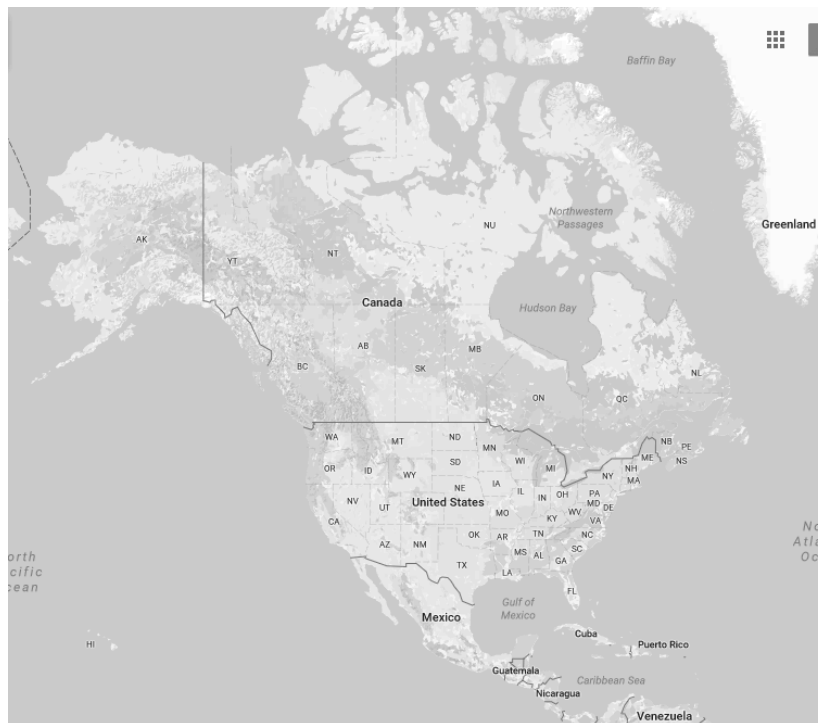 Baffin Bay
Northwestern
Passages
NU
Greenland
AK
YT
NT
Canada
Hudson Bay
AB
MB
BC
SK
NL
ON
QC
WA
MT
ND
MN
NB
PE
OR
ID
SD
WI
MI
ME
NS
WY
NY
NH
MA
NE
IA
NV
UT
United States
IL
IN
OH
PA
MD
DE
CA
MO
KY
WV
VA
AZ
NM
OK
AR
TN
NC
SC
MS
AL
GA
TX
LA
FL
No
Atla
Oc
orth
cific
cean
Gulf of
Mexico
Mexico
HI
Cuba
Puerto Rico
Guatemala
Caribbean Sea
Nicaragua
Venezuela